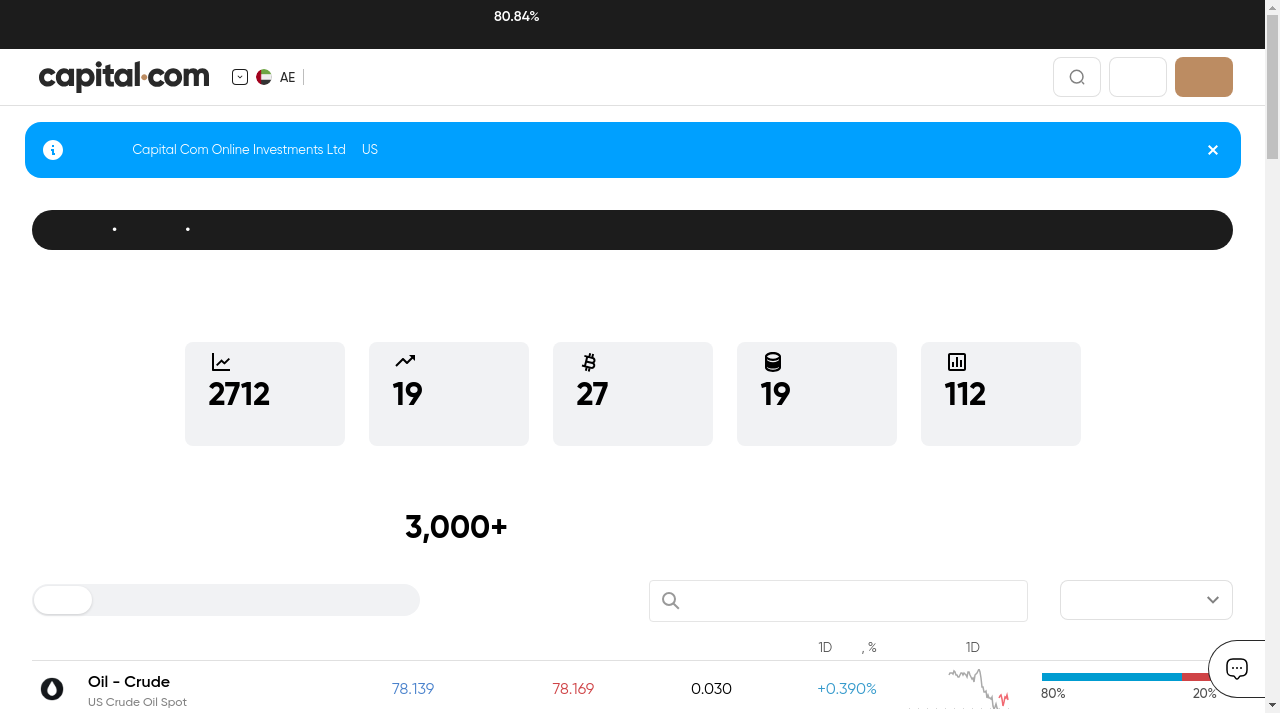 80.84%
capital.com AE
Capital Com Online Investments Ltd US
2712 19 27 19 112
3,000+
1D , % 1D
Oil - Crude 78.139 78.169 0.030 +0.390%
US Crude Oil Spot 80% 20%